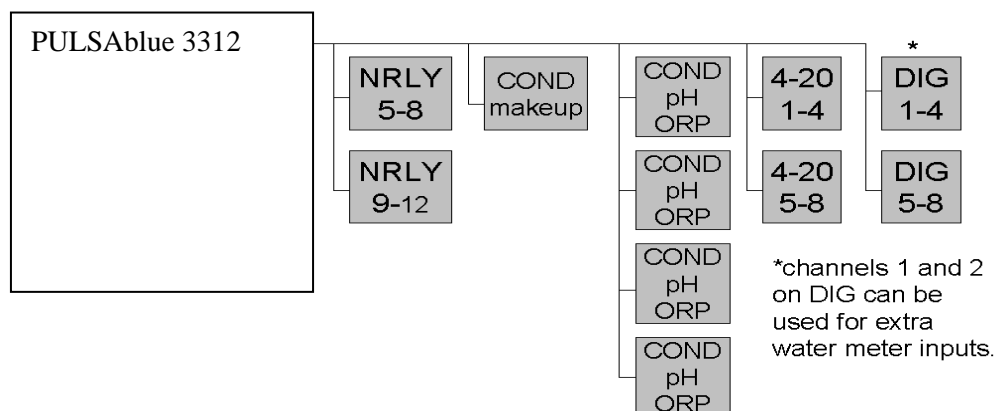 PULSAblue 3312
NRLY
5-8
NRLY
9-12
COND
makeup
COND
pH
ORP
COND
pH
ORP
COND
pH
ORP
COND
pH
ORP
4-20
1-4
4-20
5-8
*
DIG
1-4
DIG
5-8
*channels 1 and 2
on DIG can be
used for extra
water meter inputs.